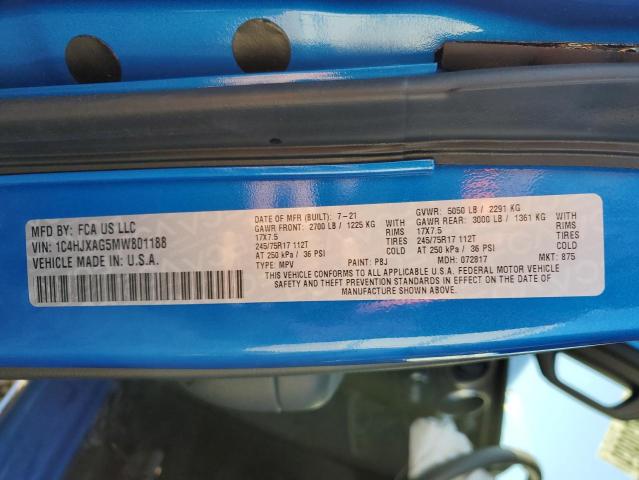 MFD BY: FCA US LLC
VIN: 1C4HJXAG5MW801188
VEHICLE MADE IN: U.S.A.
DATE OF MFR (BUILT): 7-21
GAWR FRONT: 2700 LB / 1225 KG WITH
17X7.5 RIMS
245/75R17 112T TIRES
AT 250 kPa / 36 PSI COLD
TYPE: MPV PAINT: PBJ
GVWR: 5050 LB / 2291 KG
GAWR REAR: 3000 LB / 1361 KG WITH
17X7.5 RIMS
245/75R17 112T TIRES
AT 250 kPa / 36 PSI COLD
MDH: 072817 MKT: 875
THIS VEHICLE CONFORMS TO ALL APPLICABLE U.S.A. FEDERAL MOTOR VEHICLE
SAFETY AND THEFT PREVENTION STANDARDS IN EFFECT ON THE DATE OF
MANUFACTURE SHOWN ABOVE.